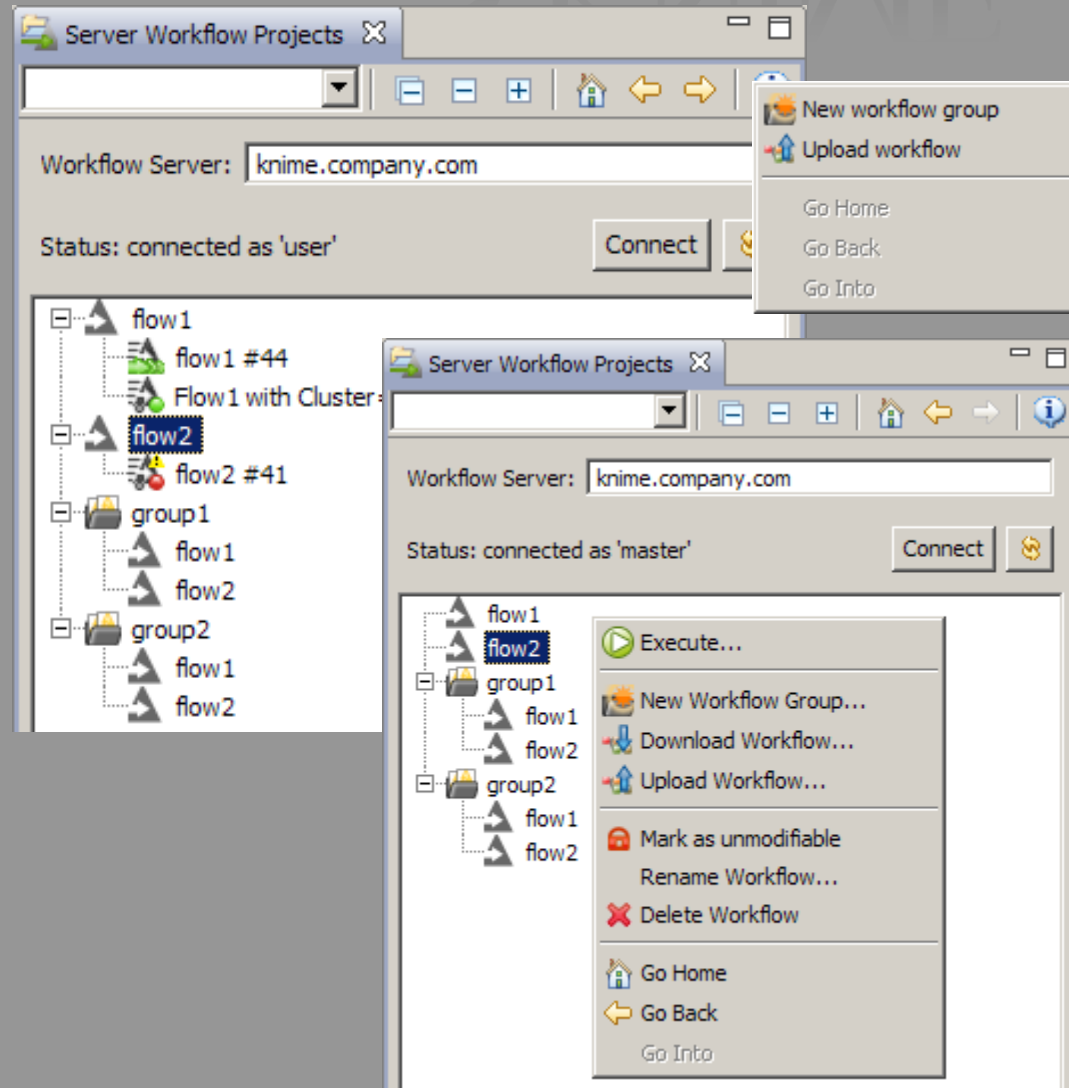 Server Workflow Projects
Workflow Server: knime.company.com
Status: connected as 'user'
Connect
flow1
flow1 #44
Flow1 with Cluster
flow2
flow2 #41
group1
flow1
flow2
group2
flow1
flow2
New workflow group
Upload workflow
Go Home
Go Back
Go Into
Server Workflow Projects
Workflow Server: knime.company.com
Status: connected as 'master'
Connect
flow1
flow2
group1
flow1
flow2
group2
flow1
flow2
Execute...
New Workflow Group...
Download Workflow...
Upload Workflow...
Mark as unmodifiable
Rename Workflow...
Delete Workflow
Go Home
Go Back
Go Into